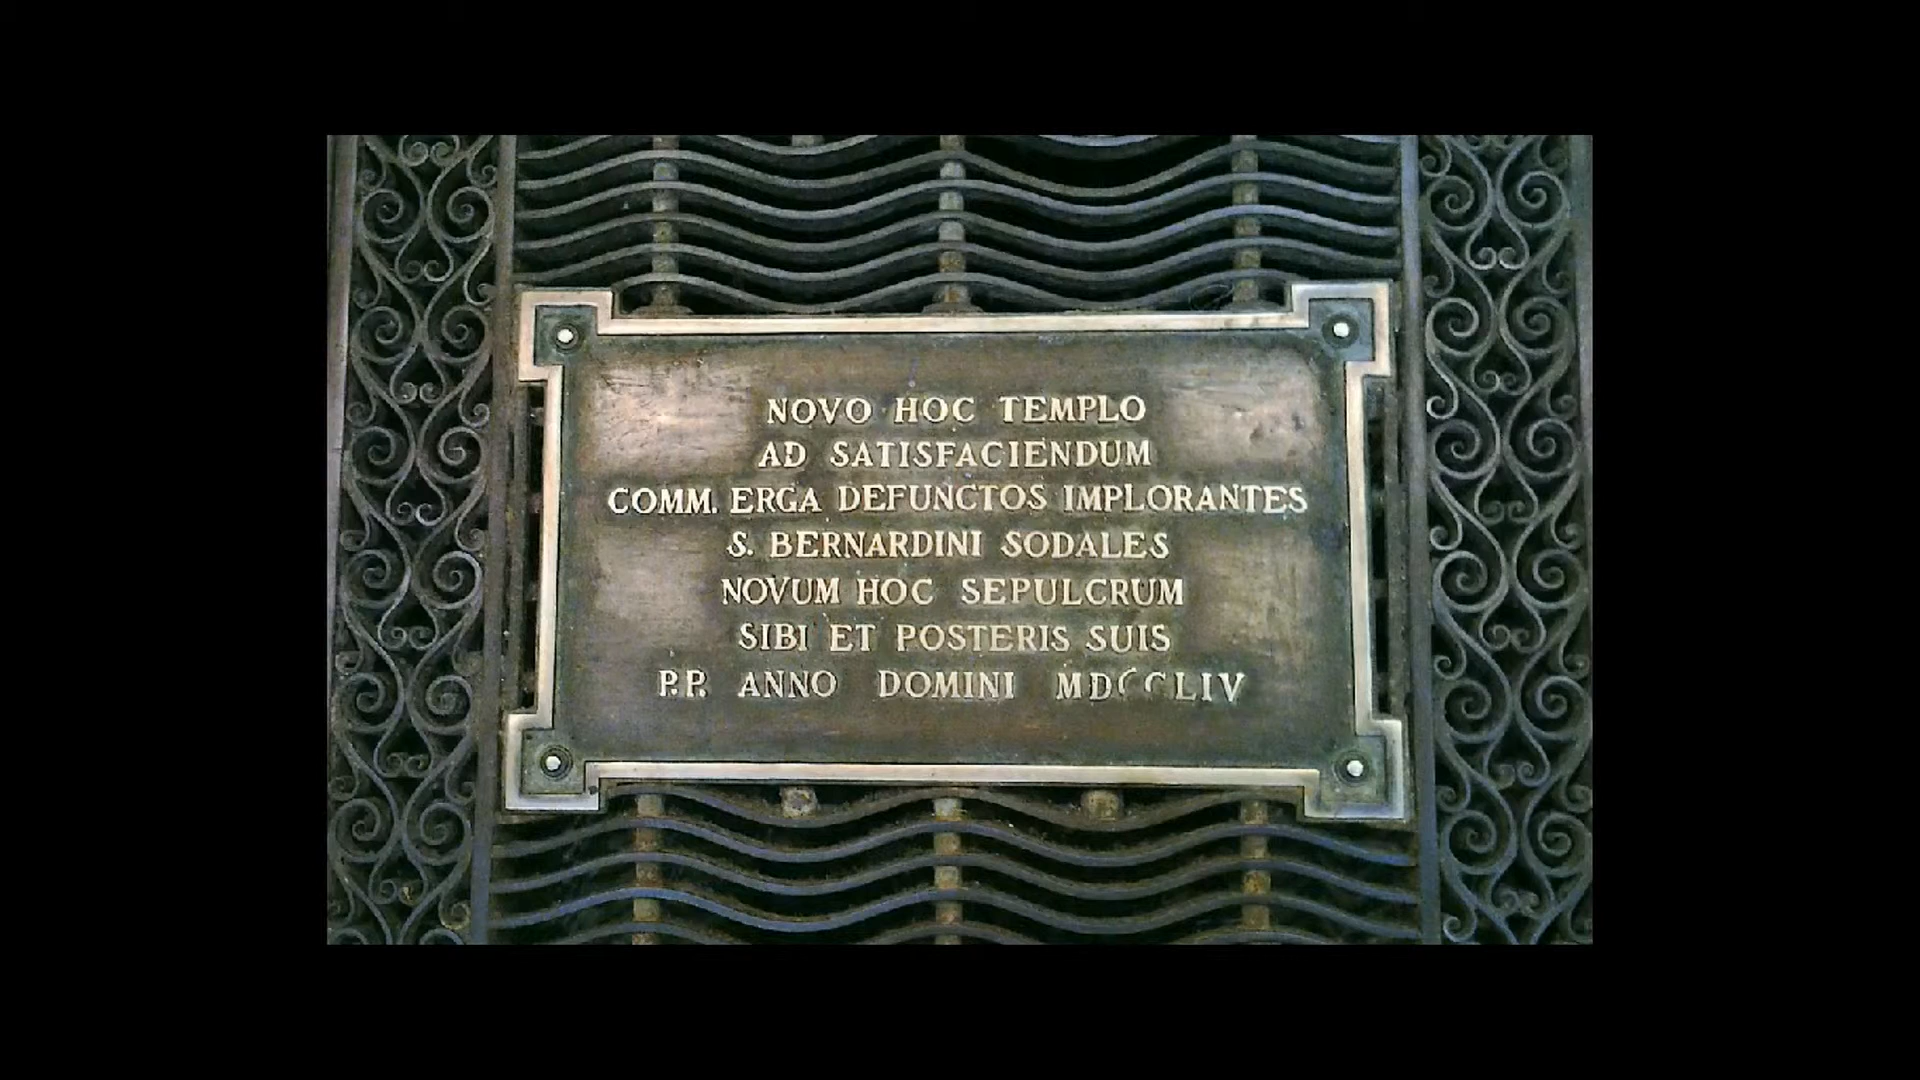 NOVO HOC TEMPLO
AD SATISFACIENDUM
COMM. ERGA DEFUNCTOS IMPLORANTES
S. BERNARDINI SODALES
NOVUM HOC SEPULCRUM
SIBI ET POSTERIS SUIS
P.P. ANNO DOMINI MDCCLIV